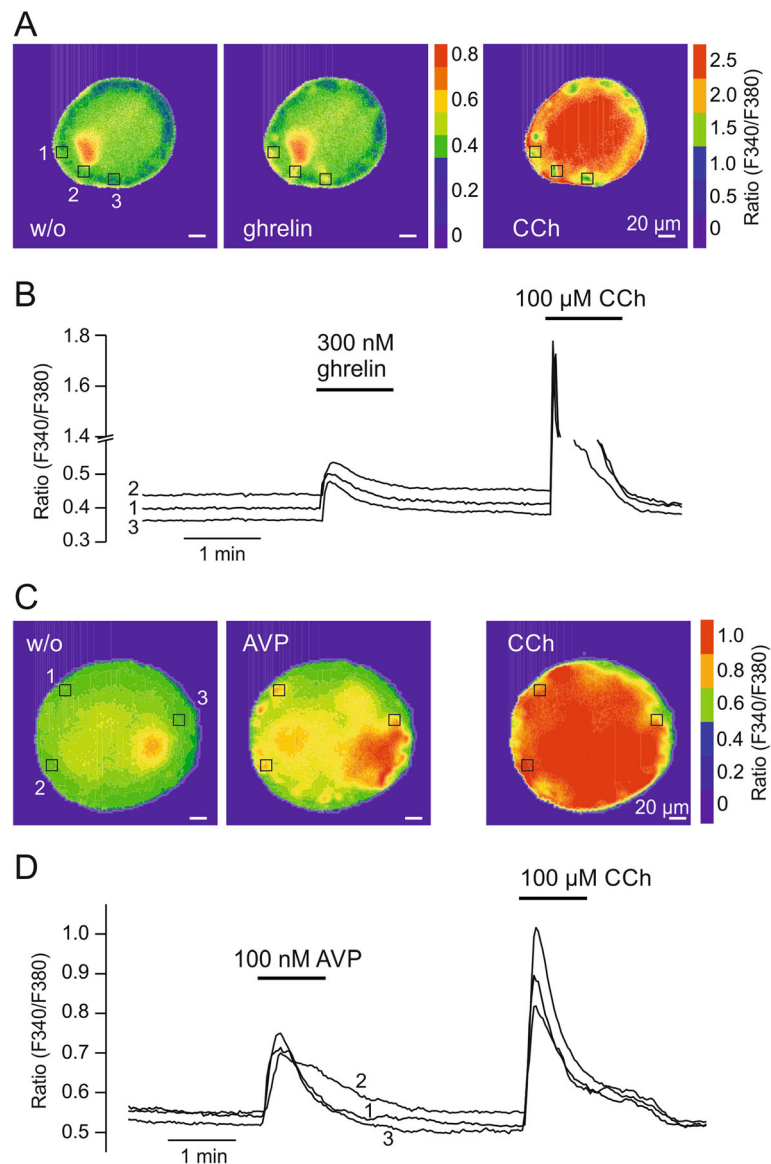 A
1
2
3
w/o
ghrelin
0.8
0.6
0.4
0.2
0
CCh
20 µm
2.5
2.0
1.5
1.0
0.5
0
Ratio (F340/F380)
B
100 µM CCh
300 nM
ghrelin
1.8
1.6
1.4
0.5
0.4
0.3
Ratio (F340/F380)
2
1
3
1 min
C
w/o
1
2
3
AVP
CCh
20 µm
1.0
0.8
0.6
0.4
0.2
0
Ratio (F340/F380)
D
100 µM CCh
100 nM AVP
1.0
0.9
0.8
0.7
0.6
0.5
Ratio (F340/F380)
2
1
3
1 min